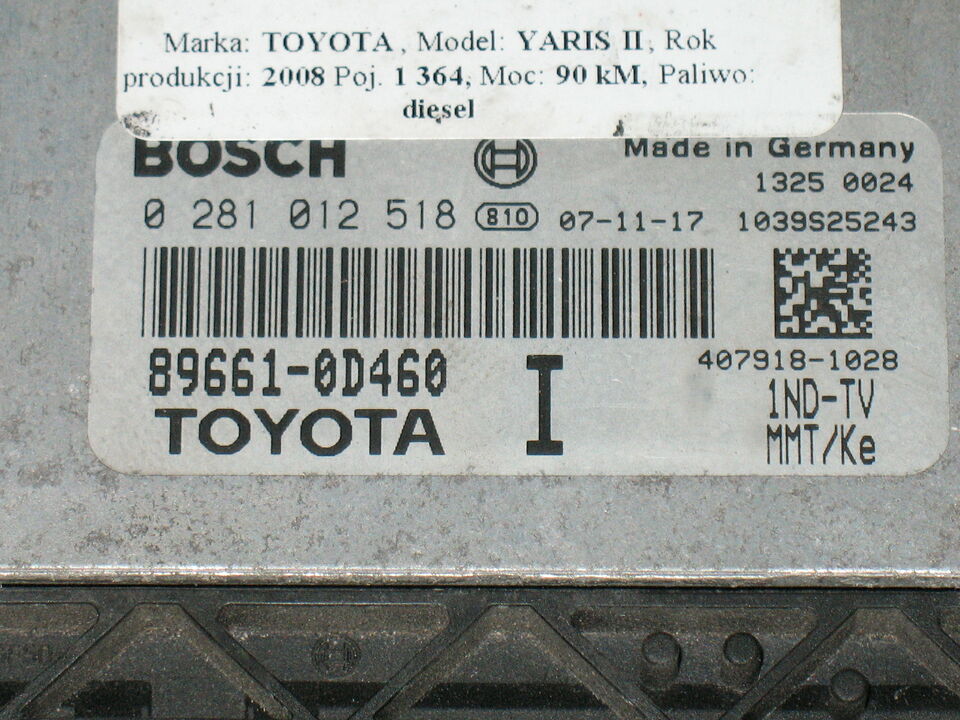 Marka: TOYOTA, Model: YARIS II, Rok
produkcji: 2008 Poj. 1 364, Moc: 90 kM, Paliwo:
diesel
BOSCH
Made in Germany
1325 0024
0 281 012 518 810 07-11-17 1039S25243
407918-1028
89661-0D460
I
1ND-TV
TOYOTA
MMT/Ke